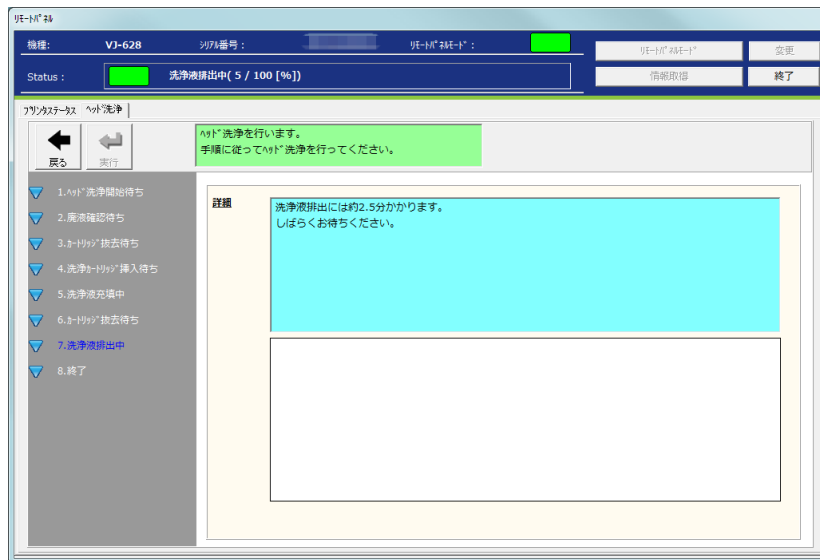 ﾘﾓｰﾄﾊﾟﾈﾙ
機種: VJ-628 ｼﾘｱﾙ番号： ﾘﾓｰﾄﾊﾟﾈﾙﾓｰﾄﾞ： ﾘﾓｰﾄﾊﾟﾈﾙﾓｰﾄﾞ 変更
Status： 洗浄液排出中( 5 / 100 [%]) 情報取得 終了
ﾌﾟﾘﾝﾀｽﾃｰﾀｽ ﾍｯﾄﾞ洗浄
戻る 実行
ﾍｯﾄﾞ洗浄を行います。
手順に従ってﾍｯﾄﾞ洗浄を行ってください。
1.ﾍｯﾄﾞ洗浄開始待ち
2.廃液確認待ち
3.ｶｰﾄﾘｯｼﾞ抜去待ち
4.洗浄ｶｰﾄﾘｯｼﾞ挿入待ち
5.洗浄液充填中
6.ｶｰﾄﾘｯｼﾞ抜去待ち
7.洗浄液排出中
8.終了
詳細
洗浄液排出には約2.5分かかります。
しばらくお待ちください。